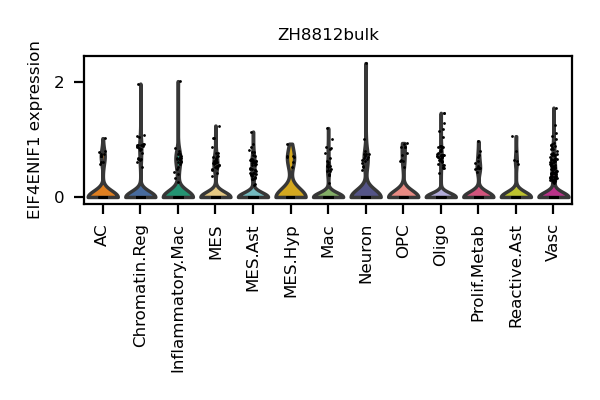 ZH8812bulk
EIF4ENIF1 expression
2
0
AC
Chromatin.Reg
Inflammatory.Mac
MES
MES.Ast
MES.Hyp
Mac
Neuron
OPC
Oligo
Prolif.Metab
Reactive.Ast
Vasc